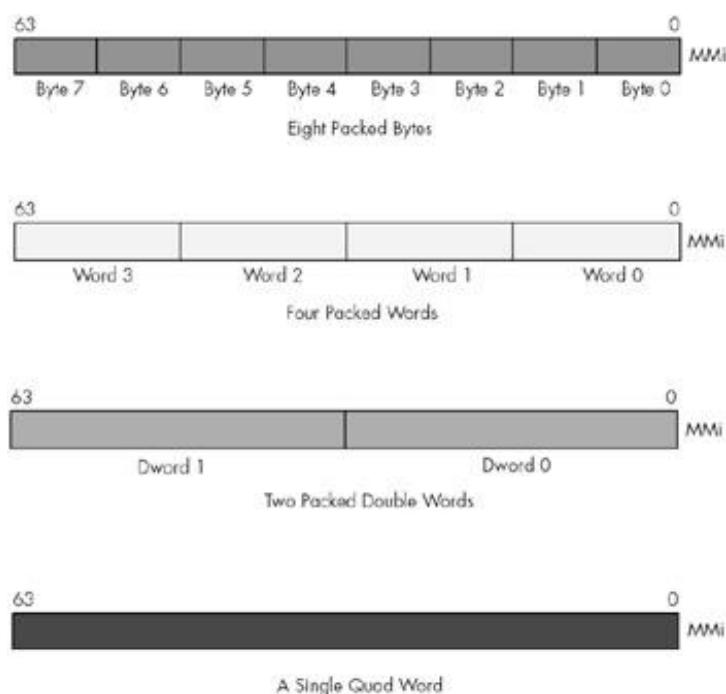 63 0
MMi
Byte 7 Byte 6 Byte 5 Byte 4 Byte 3 Byte 2 Byte 1 Byte 0
Eight Packed Bytes
63 0
MMi
Word 3 Word 2 Word 1 Word 0
Four Packed Words
63 0
MMi
Dword 1 Dword 0
Two Packed Double Words
63 0
MMi
A Single Quad Word